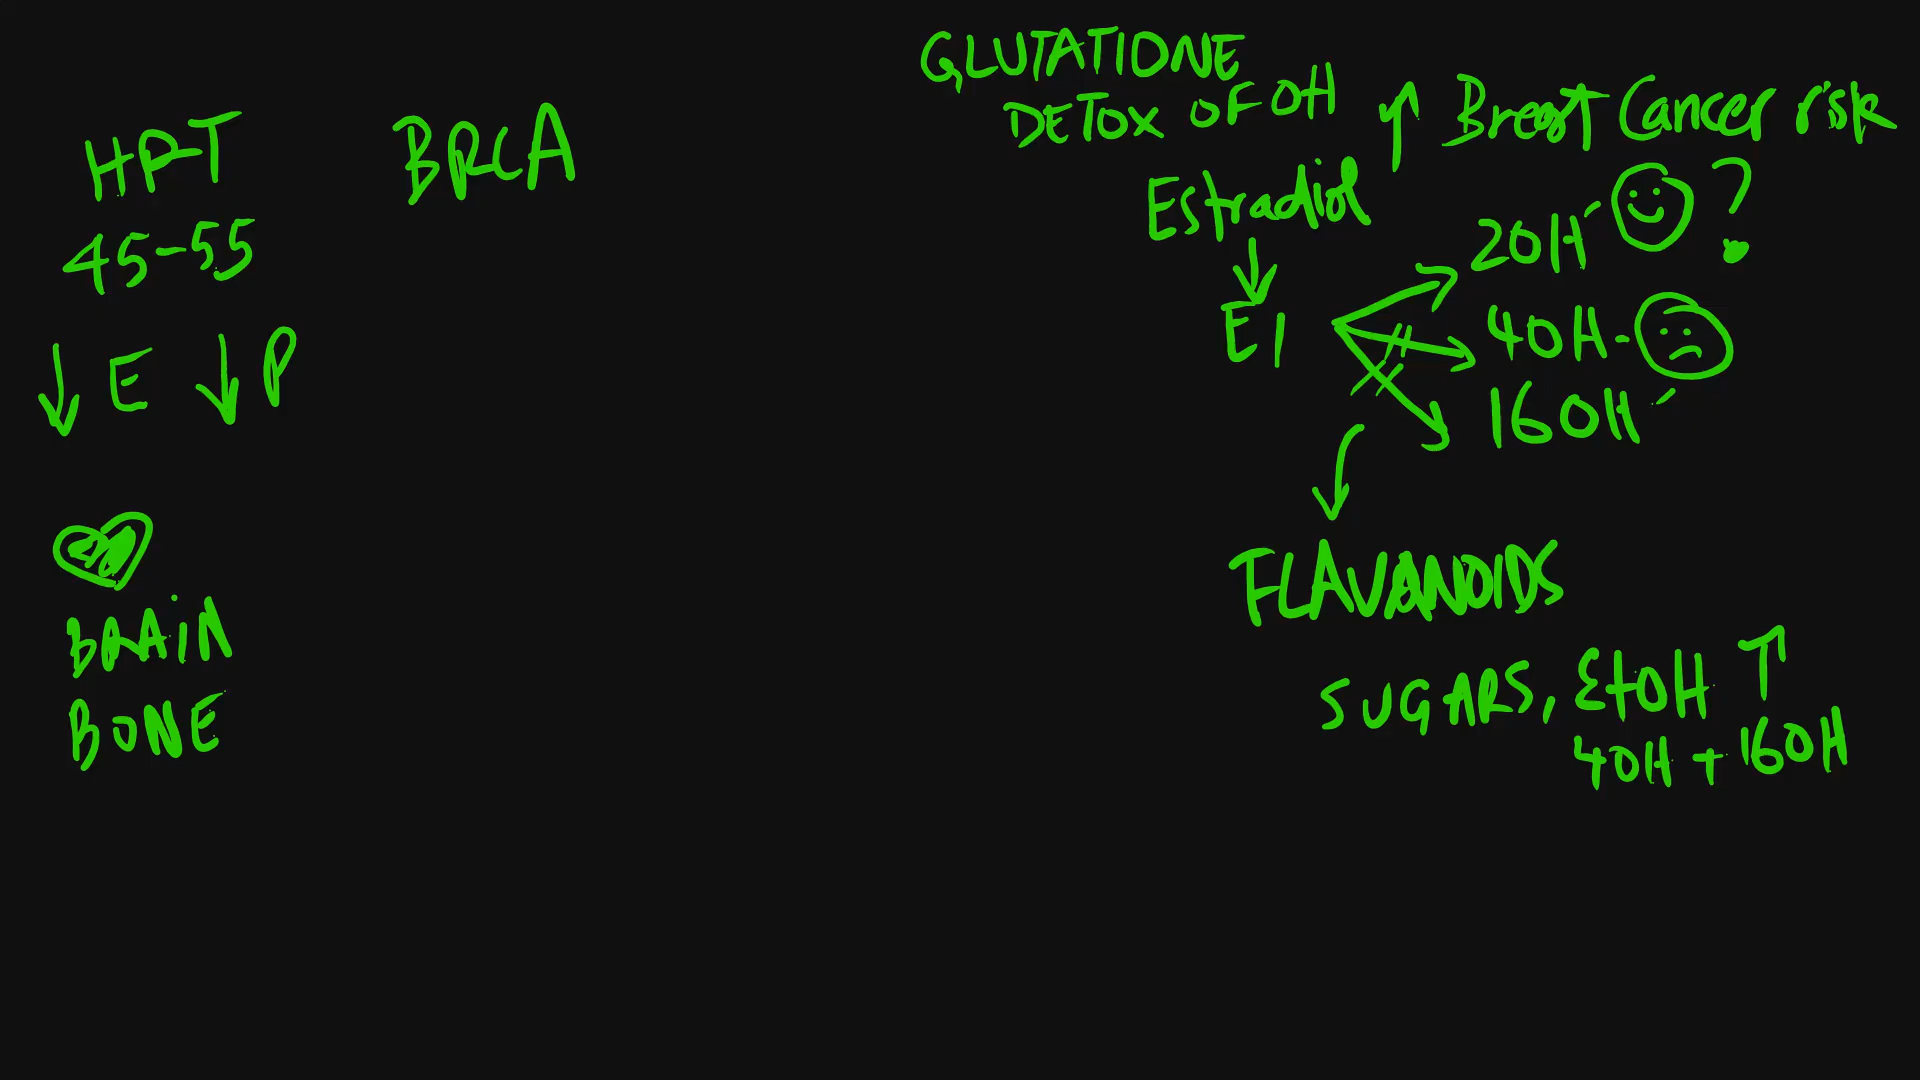 HRT
45-55
↓ E ↓ P
BRAIN
BONE
BRCA
GLUTATIONE
DETOX OF OH
↑ Breast Cancer risk
Estradiol
↓
E1
2OH ?
4OH -
16OH
FLAVANOIDS
SUGARS, EtOH ↑
4OH + 16OH